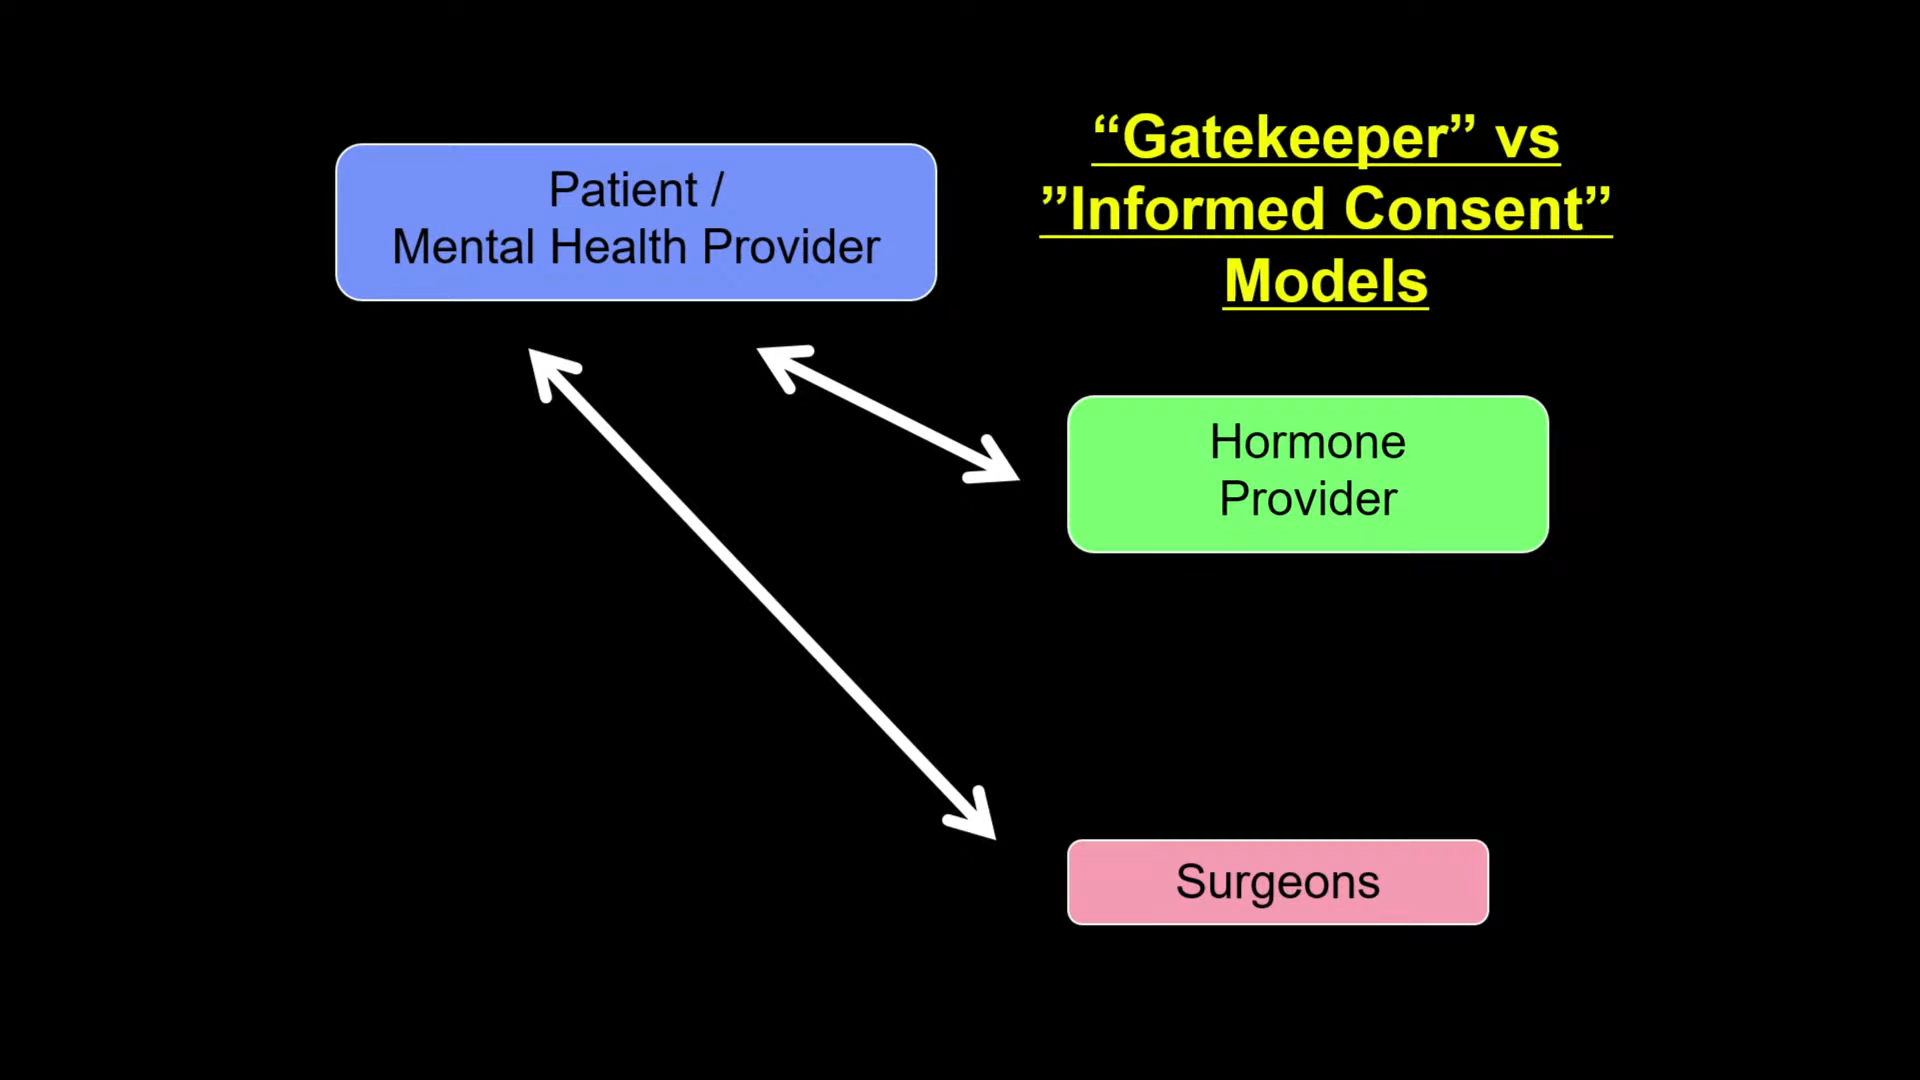 “Gatekeeper” vs
”Informed Consent”
Models
Patient /
Mental Health Provider
Hormone
Provider
Surgeons